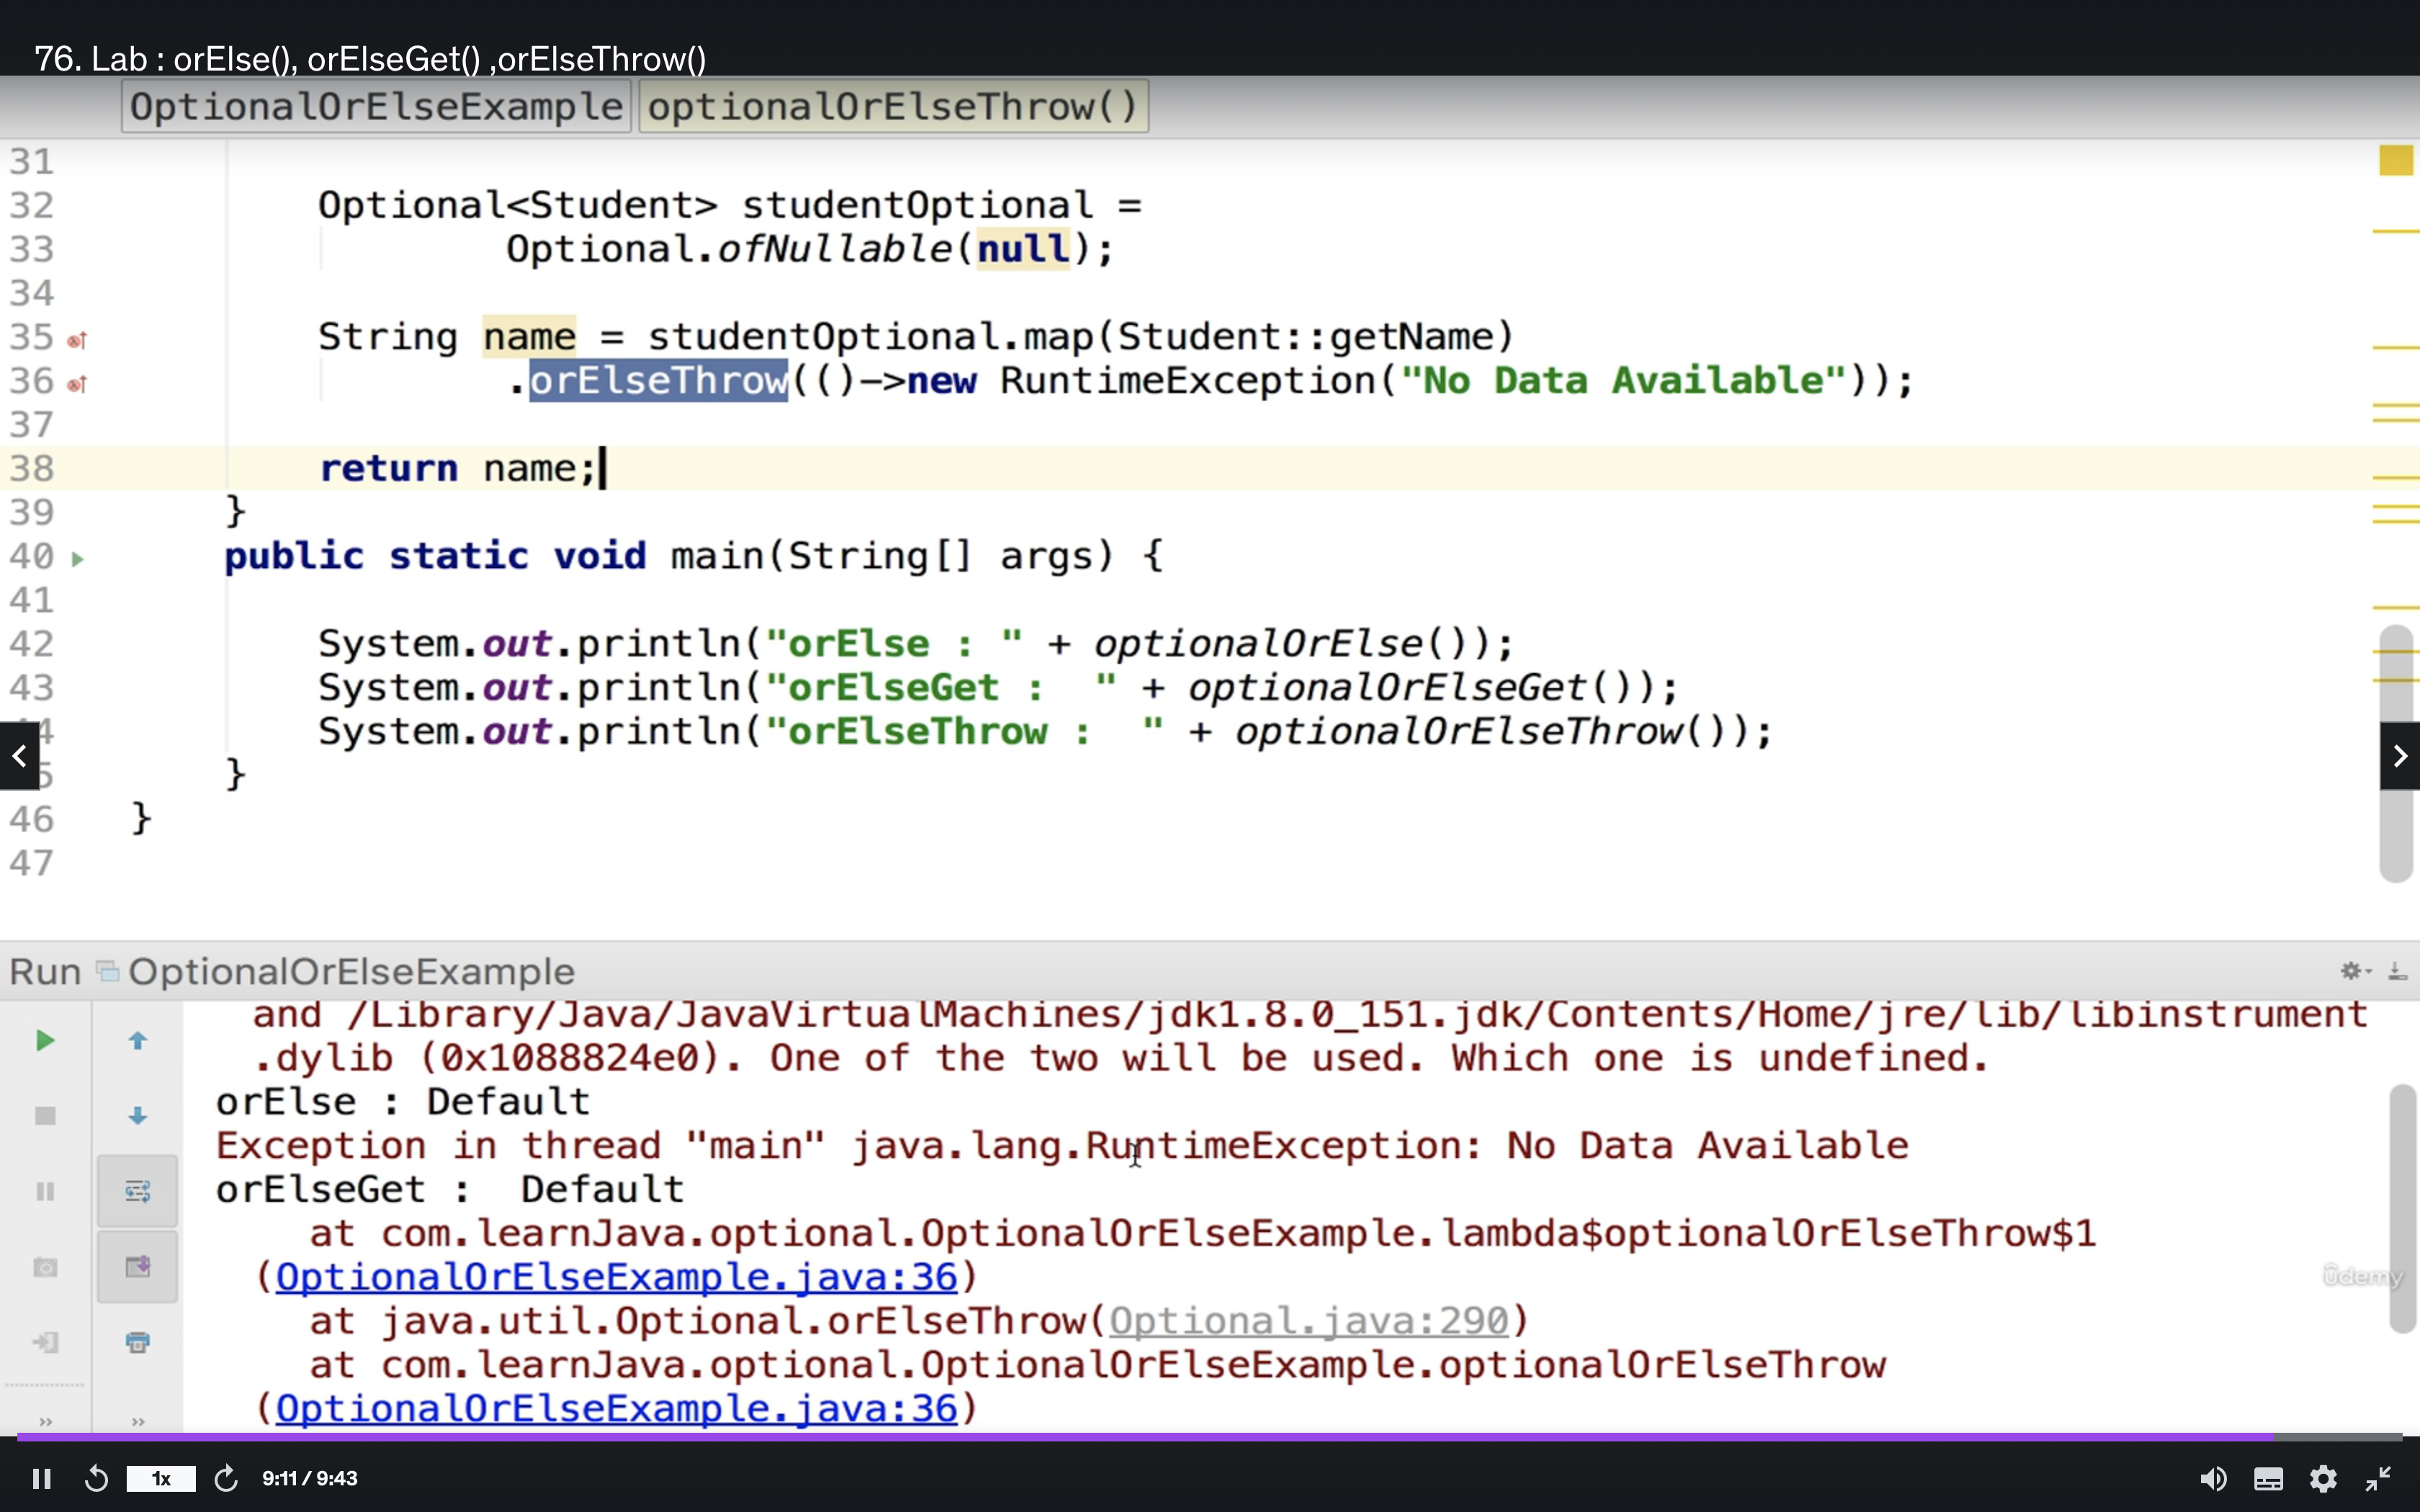 76. Lab : orElse(), orElseGet() ,orElseThrow()
OptionalOrElseExample optionalOrElseThrow()
31
32 Optional<Student> studentOptional =
33 Optional.ofNullable(null);
34
35 String name = studentOptional.map(Student::getName)
36 .orElseThrow(()->new RuntimeException("No Data Available"));
37
38 return name;
39 }
40 public static void main(String[] args) {
41
42 System.out.println("orElse : " + optionalOrElse());
43 System.out.println("orElseGet :  " + optionalOrElseGet());
4 System.out.println("orElseThrow :  " + optionalOrElseThrow());
5 }
46 }
47
Run OptionalOrElseExample
and /Library/Java/JavaVirtualMachines/jdk1.8.0_151.jdk/Contents/Home/jre/lib/libinstrument
.dylib (0x1088824e0). One of the two will be used. Which one is undefined.
orElse : Default
Exception in thread "main" java.lang.RuntimeException: No Data Available
orElseGet :  Default
at com.learnJava.optional.OptionalOrElseExample.lambda$optionalOrElseThrow$1
(OptionalOrElseExample.java:36)
at java.util.Optional.orElseThrow(Optional.java:290)
at com.learnJava.optional.OptionalOrElseExample.optionalOrElseThrow
(OptionalOrElseExample.java:36)
ûdemy
1x 9:11 / 9:43